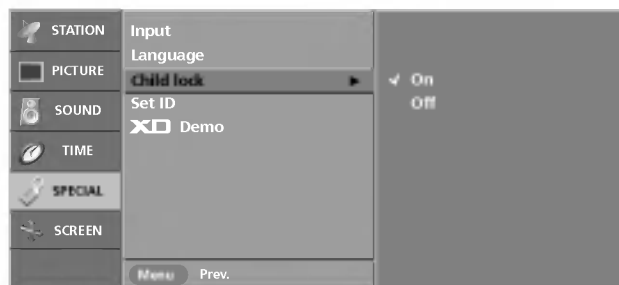 STATION
PICTURE
SOUND
TIME
SPECIAL
SCREEN
Input
Language
Child lock
Set ID
XD Demo
Menu Prev.
On
Off